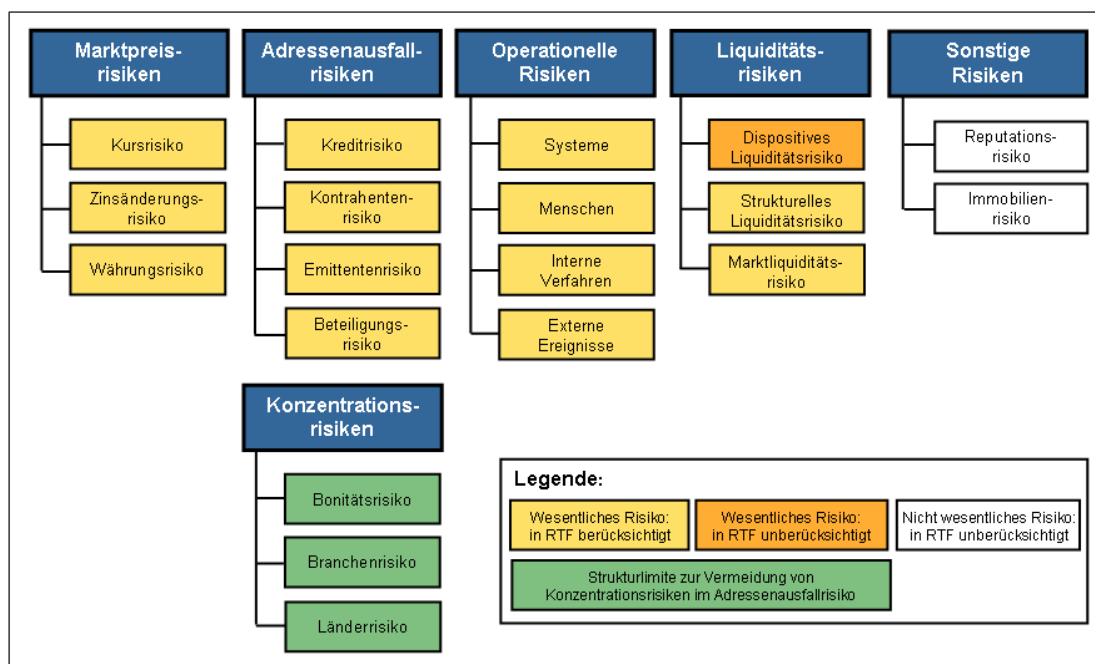 Marktpreis-
risiken
Kursrisiko
Zinsänderungs-
risiko
Währungsrisiko
Adressenausfall
risiken
Kreditrisiko
Kontrahenten-
risiko
Emittentenrisiko
Beteiligungs-
risiko
Operationelle
Risiken
Systeme
Menschen
Interne
Verfahren
Externe
Ereignisse
Liquiditäts-
risiken
Dispositives
Liquiditätsrisiko
Strukturelles
Liquiditätsrisiko
Marktliquiditäts-
risiko
Sonstige
Risiken
Reputations-
risiko
Immobilien-
risiko
Konzentrations-
risiken
Bonitätsrisiko
Branchenrisiko
Länderrisiko
Legende:
Wesentliches Risiko:
in RTF berücksichtigt
Wesentliches Risiko:
in RTF unberücksichtigt
Nicht wesentliches Risiko:
in RTF unberücksichtigt
Strukturlimite zur Vermeidung von
Konzentrationsrisiken im Adressenausfallrisiko